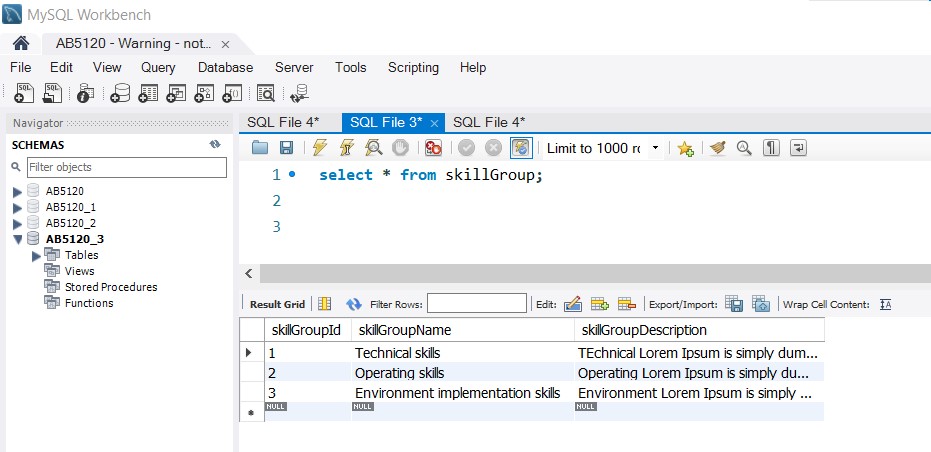 MySQL Workbench
AB5120 - Warning - not... ×
File Edit View Query Database Server Tools Scripting Help
Navigator
SCHEMAS
Filter objects
AB5120
AB5120_1
AB5120_2
AB5120_3
Tables
Views
Stored Procedures
Functions
SQL File 4* SQL File 3* × SQL File 4*
Limit to 1000 rc
1 select * from skillGroup;
2
3
Result Grid Filter Rows: Edit: Export/Import: Wrap Cell Content:
skillGroupId skillGroupName skillGroupDescription
1 Technical skills TEchnical Lorem Ipsum is simply dum...
2 Operating skills Operating Lorem Ipsum is simply du...
3 Environment implementation skills Environment Lorem Ipsum is simply ...
NULL NULL NULL